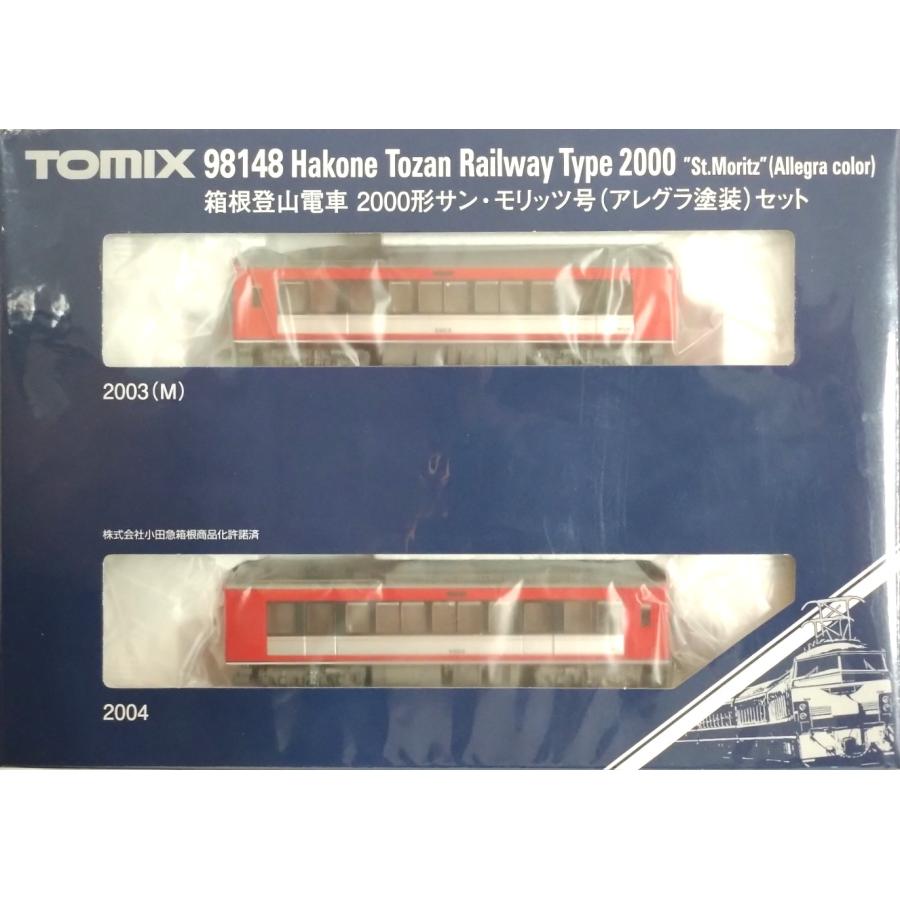 TOMIX 98148 Hakone Tozan Railway Type 2000 "St.Moritz" (Allegra color)
箱根登山電車 2000形サン・モリッツ号(アレグラ塗装)セット
2003(M)
株式会社小田急箱根商品化許諾済
2004